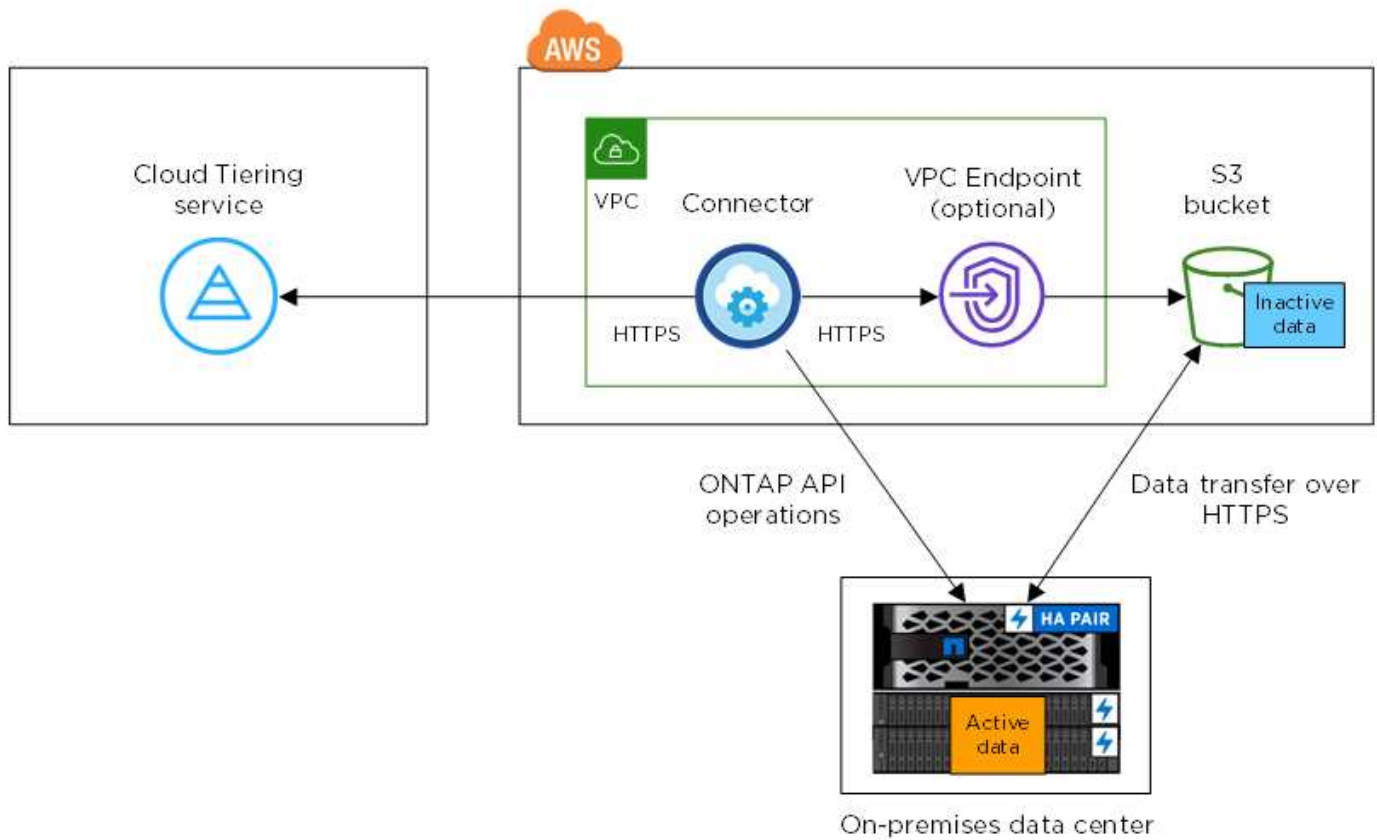 AWS
Cloud Tiering
service
VPC
Connector
VPC Endpoint
(optional)
S3
bucket
HTTPS
HTTPS
Inactive
data
ONTAP API
operations
Data transfer over
HTTPS
HA PAIR
Active
data
On-premises data center